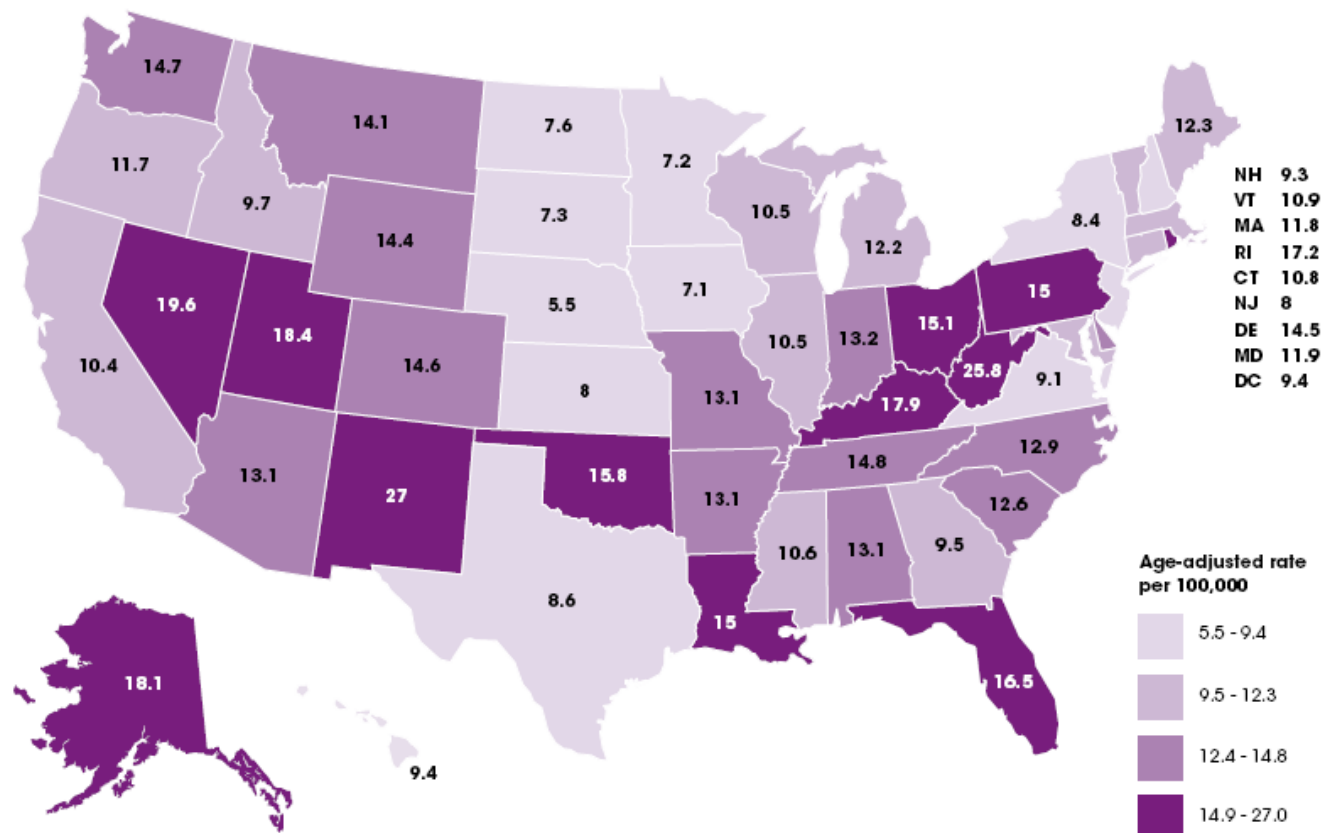 14.7
14.1
7.6
7.2
12.3
11.7
9.7
7.3
10.5
12.2
8.4
NH 9.3
VT 10.9
MA 11.8
RI 17.2
CT 10.8
NJ 8
DE 14.5
MD 11.9
DC 9.4
14.4
19.6
18.4
5.5
7.1
15
10.4
14.6
8
10.5
13.2
15.1
25.8
9.1
13.1
17.9
12.9
13.1
27
15.8
13.1
14.8
12.6
10.6
13.1
9.5
8.6
15
16.5
18.1
9.4
Age-adjusted rate
per 100,000
5.5 - 9.4
9.5 - 12.3
12.4 - 14.8
14.9 - 27.0